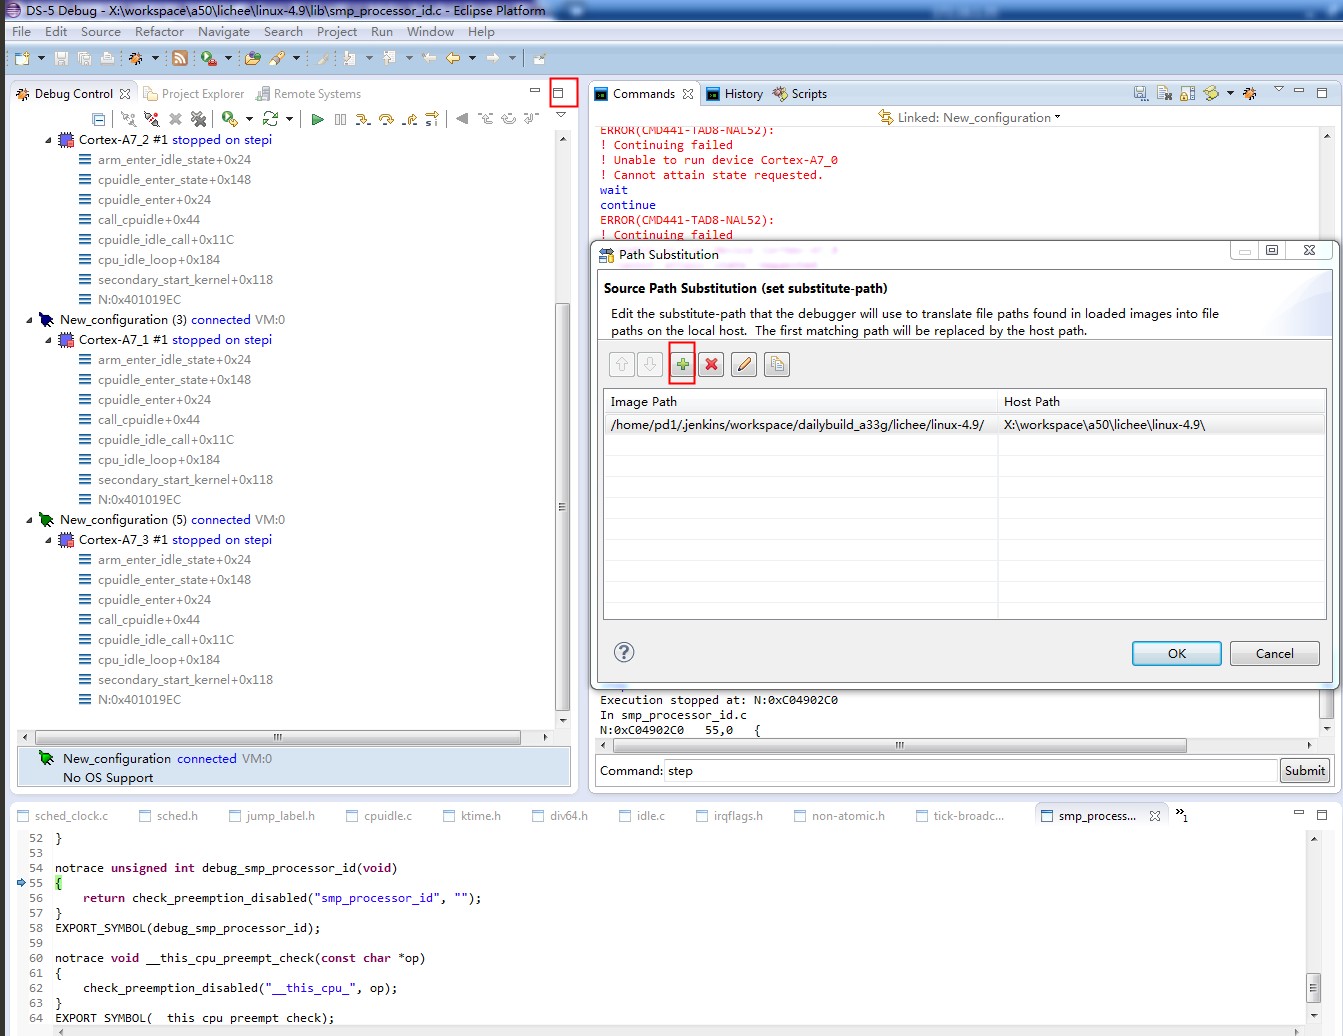 DS-5 Debug - X:\workspace\a50\lichee\linux-4.9\lib\smp_processor_id.c - Eclipse Platform
File Edit Source Refactor Navigate Search Project Run Window Help
Debug Control Project Explorer Remote Systems
Cortex-A7_2 #1 stopped on stepi
arm_enter_idle_state+0x24
cpuidle_enter_state+0x148
cpuidle_enter+0x24
call_cpuidle+0x44
cpuidle_idle_call+0x11C
cpu_idle_loop+0x184
secondary_start_kernel+0x118
N:0x401019EC
New_configuration (3) connected VM:0
Cortex-A7_1 #1 stopped on stepi
arm_enter_idle_state+0x24
cpuidle_enter_state+0x148
cpuidle_enter+0x24
call_cpuidle+0x44
cpuidle_idle_call+0x11C
cpu_idle_loop+0x184
secondary_start_kernel+0x118
N:0x401019EC
New_configuration (5) connected VM:0
Cortex-A7_3 #1 stopped on stepi
arm_enter_idle_state+0x24
cpuidle_enter_state+0x148
cpuidle_enter+0x24
call_cpuidle+0x44
cpuidle_idle_call+0x11C
cpu_idle_loop+0x184
secondary_start_kernel+0x118
N:0x401019EC
New_configuration connected VM:0
No OS Support
Commands History Scripts
Linked: New_configuration
ERROR(CMD441-TAD8-NAL52):
! Continuing failed
! Unable to run device Cortex-A7_0
! Cannot attain state requested.
wait
continue
ERROR(CMD441-TAD8-NAL52):
! Continuing failed
Path Substitution
Source Path Substitution (set substitute-path)
Edit the substitute-path that the debugger will use to translate file paths found in loaded images into file
paths on the local host. The first matching path will be replaced by the host path.
Image Path Host Path
/home/pd1/.jenkins/workspace/dailybuild_a33g/lichee/linux-4.9/ X:\workspace\a50\lichee\linux-4.9\
OK Cancel
Execution stopped at: N:0xC04902C0
In smp_processor_id.c
N:0xC04902C0 55,0 {
Command: step Submit
sched_clock.c sched.h jump_label.h cpuidle.c ktime.h div64.h idle.c irqflags.h non-atomic.h tick-broadc... smp_process... »1
52 }
53
54 notrace unsigned int debug_smp_processor_id(void)
55 {
56 return check_preemption_disabled("smp_processor_id", "");
57 }
58 EXPORT_SYMBOL(debug_smp_processor_id);
59
60 notrace void __this_cpu_preempt_check(const char *op)
61 {
62 check_preemption_disabled("__this_cpu_", op);
63 }
64 EXPORT_SYMBOL(__this_cpu_preempt_check);